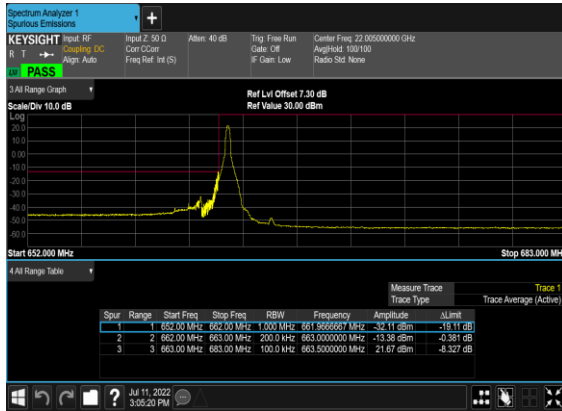 Spectrum Analyzer 1
Spurious Emissions
+
KEYSIGHT Input: RF Input Z: 50 Ω Atten: 40 dB Trig: Free Run Center Freq: 22.005000000 GHz
R T Coupling: DC Corr CCorr Gate: Off Avg|Hold: 100/100
Align: Auto Freq Ref: Int (S) IF Gain: Low Radio Std: None
PASS
3 All Range Graph
Ref Lvl Offset 7.30 dB
Scale/Div 10.0 dB Ref Value 30.00 dBm
Log
20.0
10.0
0.00
-10.0
-20.0
-30.0
-40.0
-50.0
-60.0
Start 652.000 MHz Stop 683.000 MHz
4 All Range Table
Measure Trace Trace 1
Trace Type Trace Average (Active)
Spur Range Start Freq Stop Freq RBW Frequency Amplitude ΔLimit
1 1 652.00 MHz 662.00 MHz 1.000 MHz 661.9666667 MHz -32.11 dBm -19.11 dB
2 2 662.00 MHz 663.00 MHz 200.0 kHz 663.0000000 MHz -13.38 dBm -0.381 dB
3 3 663.00 MHz 683.00 MHz 100.0 kHz 663.5000000 MHz 21.67 dBm -8.327 dB
? Jul 11, 2022
3:05:20 PM